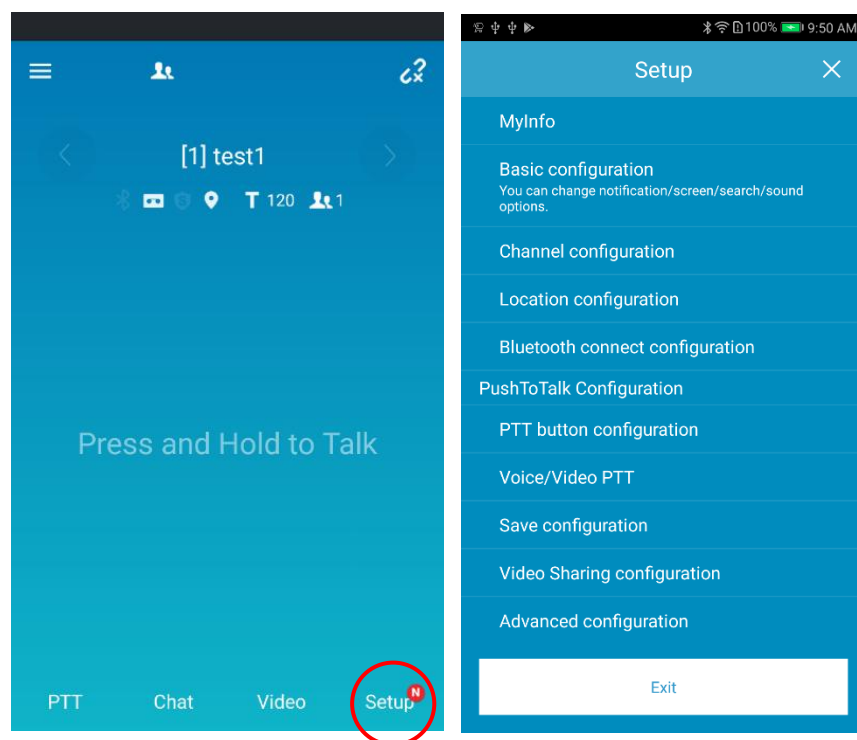 [1] test1
T 120 1
Press and Hold to Talk
PTT Chat Video Setup N
100% 9:50 AM
Setup
MyInfo
Basic configuration
You can change notification/screen/search/sound
options.
Channel configuration
Location configuration
Bluetooth connect configuration
PushToTalk Configuration
PTT button configuration
Voice/Video PTT
Save configuration
Video Sharing configuration
Advanced configuration
Exit